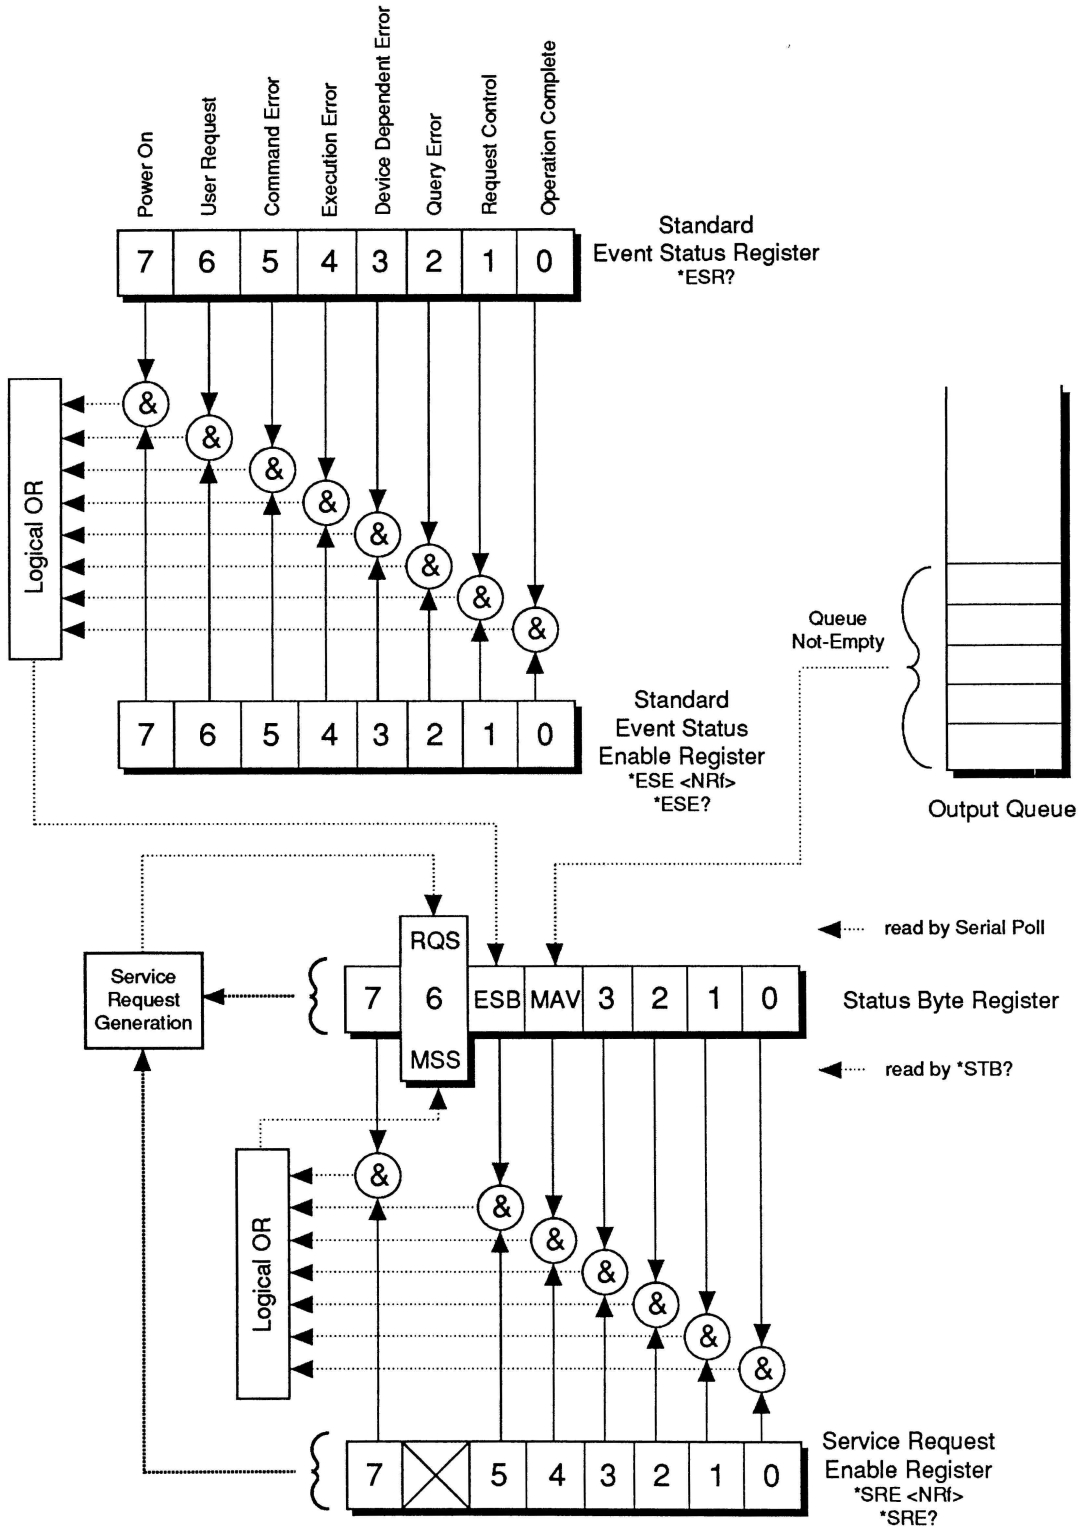 Power On
User Request
Command Error
Execution Error
Device Dependent Error
Query Error
Request Control
Operation Complete
7 6 5 4 3 2 1 0
Standard
Event Status Register
*ESR?
Logical OR
& & & & & & & &
Queue
Not-Empty
Output Queue
7 6 5 4 3 2 1 0
Standard
Event Status
Enable Register
*ESE <NRf>
*ESE?
Service
Request
Generation
RQS
7 6 ESB MAV 3 2 1 0
MSS
read by Serial Poll
Status Byte Register
read by *STB?
Logical OR
& & & & & & &
7 5 4 3 2 1 0
Service Request
Enable Register
*SRE <NRf>
*SRE?